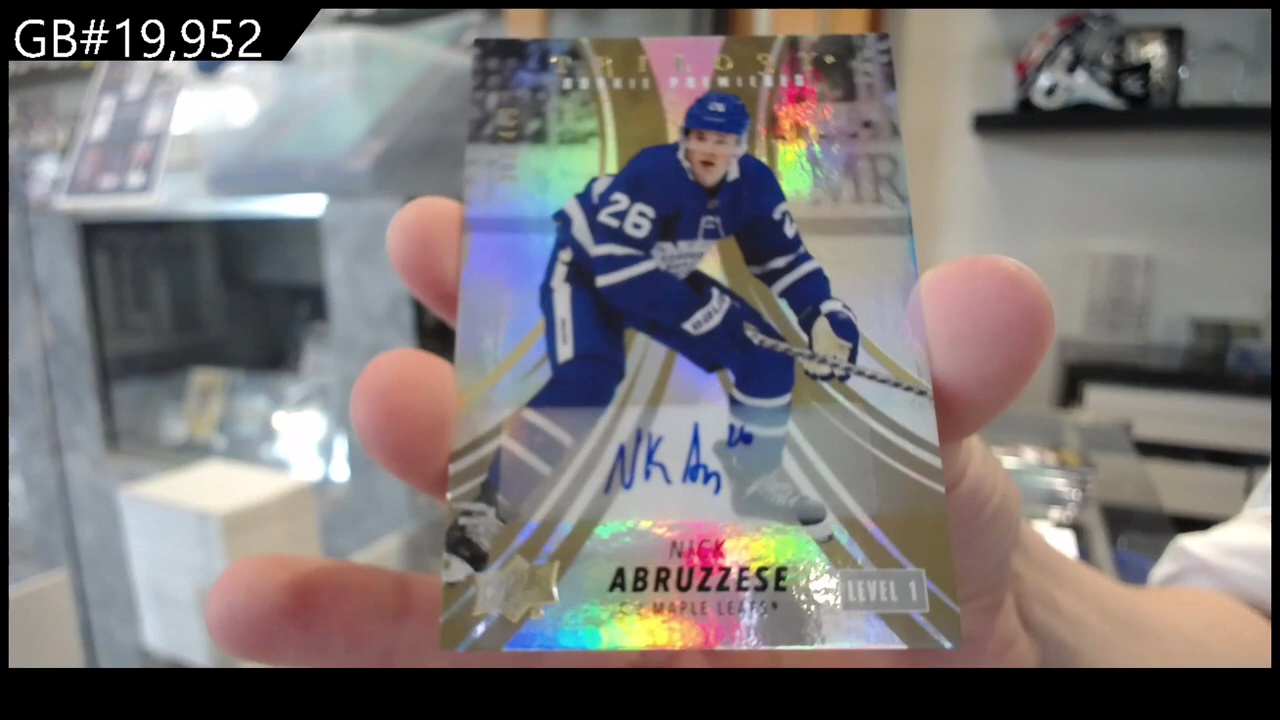 GB#19,952
TRILOGY
ROOKIE PREMIERES
26
NICK
ABRUZZESE
C • MAPLE LEAFS
LEVEL 1